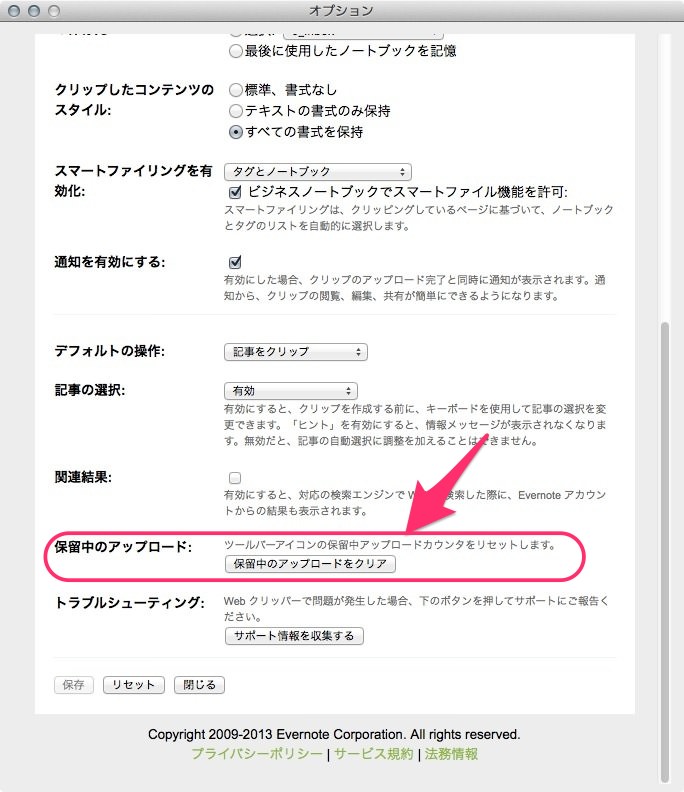 オプション
最後に使用したノートブックを記憶
クリップしたコンテンツの
スタイル:
標準、書式なし
テキストの書式のみ保持
すべての書式を保持
スマートファイリングを有
効化:
タグとノートブック
ビジネスノートブックでスマートファイル機能を許可:
スマートファイリングは、クリッピングしているページに基づいて、ノートブック
とタグのリストを自動的に選択します。
通知を有効にする:
有効にした場合、クリップのアップロード完了と同時に通知が表示されます。通
知から、クリップの閲覧、編集、共有が簡単にできるようになります。
デフォルトの操作:
記事をクリップ
記事の選択:
有効
有効にすると、クリップを作成する前に、キーボードを使用して記事の選択を変
更できます。「ヒント」を有効にすると、情報メッセージが表示されなくなりま
す。無効だと、記事の自動選択に調整を加えることはできません。
関連結果:
有効にすると、対応の検索エンジンで 検索した際に、Evernote アカウン
トからの結果も表示されます。
保留中のアップロード:
ツールバーアイコンの保留中アップロードカウンタをリセットします。
保留中のアップロードをクリア
トラブルシューティング:
Web クリッパーで問題が発生した場合、下のボタンを押してサポートにご報告く
ださい。
サポート情報を収集する
保存
リセット
閉じる
Copyright 2009-2013 Evernote Corporation. All rights reserved.
プライバシーポリシー | サービス規約 | 法務情報